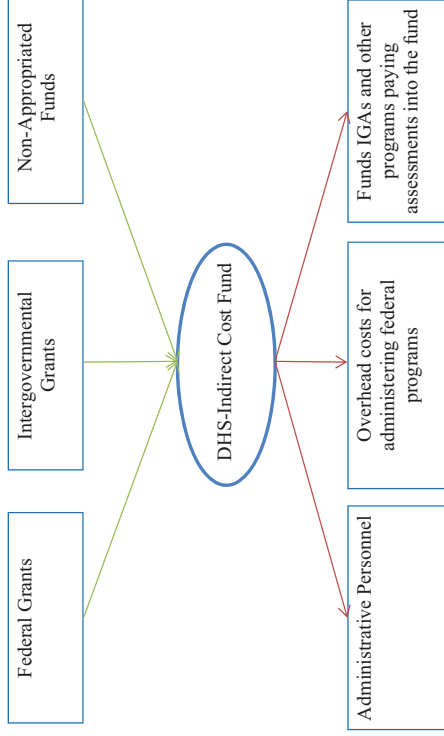 Federal Grants
Intergovernmental
Grants
Non-Appropriated
Funds
DHS-Indirect Cost Fund
Administrative Personnel
Overhead costs for
administering federal
programs
Funds IGAs and other
programs paying
assessments into the fund